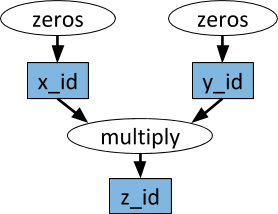 zeros zeros
x_id y_id
multiply
z_id